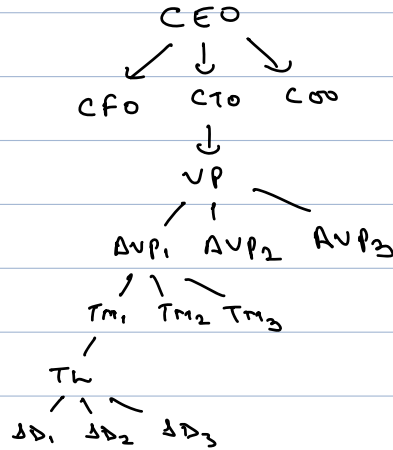 CEO
CFO CTO COO
VP
AVP₁ AVP₂ AVP₃
TM₁ TM₂ TM₃
TL
SD₁ SD₂ SD₃